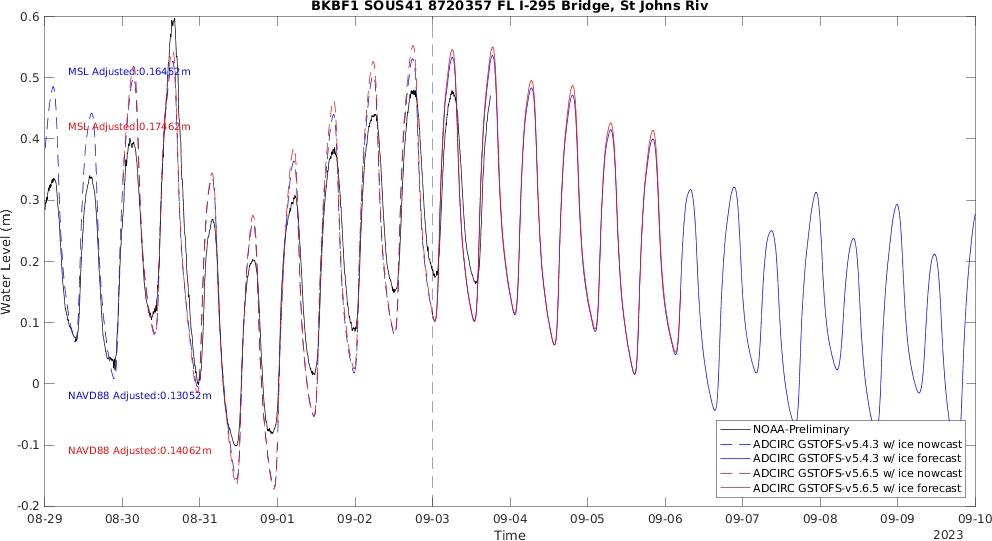 BKBF1 SOUS41 8720357 FL I-295 Bridge, St Johns Riv
0.6
0.5
0.4
0.3
0.2
0.1
0
-0.1
-0.2
Water Level (m)
MSL Adjusted:0.16452m
MSL Adjusted:0.17462m
NAVD88 Adjusted:0.13052m
NAVD88 Adjusted:0.14062m
NOAA-Preliminary
ADCIRC GSTOFS-v5.4.3 w/ ice nowcast
ADCIRC GSTOFS-v5.4.3 w/ ice forecast
ADCIRC GSTOFS-v5.6.5 w/ ice nowcast
ADCIRC GSTOFS-v5.6.5 w/ ice forecast
08-29 08-30 08-31 09-01 09-02 09-03 09-04 09-05 09-06 09-07 09-08 09-09 09-10
Time
2023